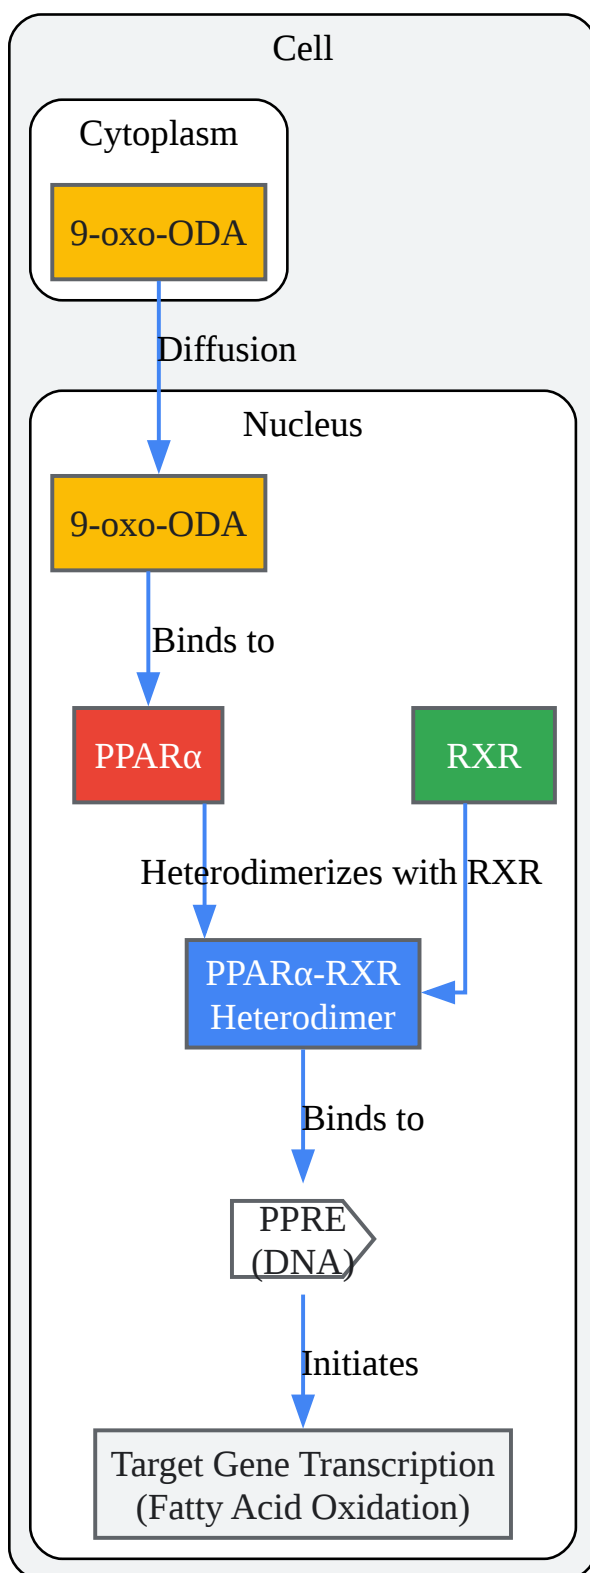 Cell
Cytoplasm
9-oxo-ODA
Diffusion
Nucleus
9-oxo-ODA
Binds to
PPARα
RXR
Heterodimerizes with RXR
PPARα-RXR
Heterodimer
Binds to
PPRE
(DNA)
Initiates
Target Gene Transcription
(Fatty Acid Oxidation)